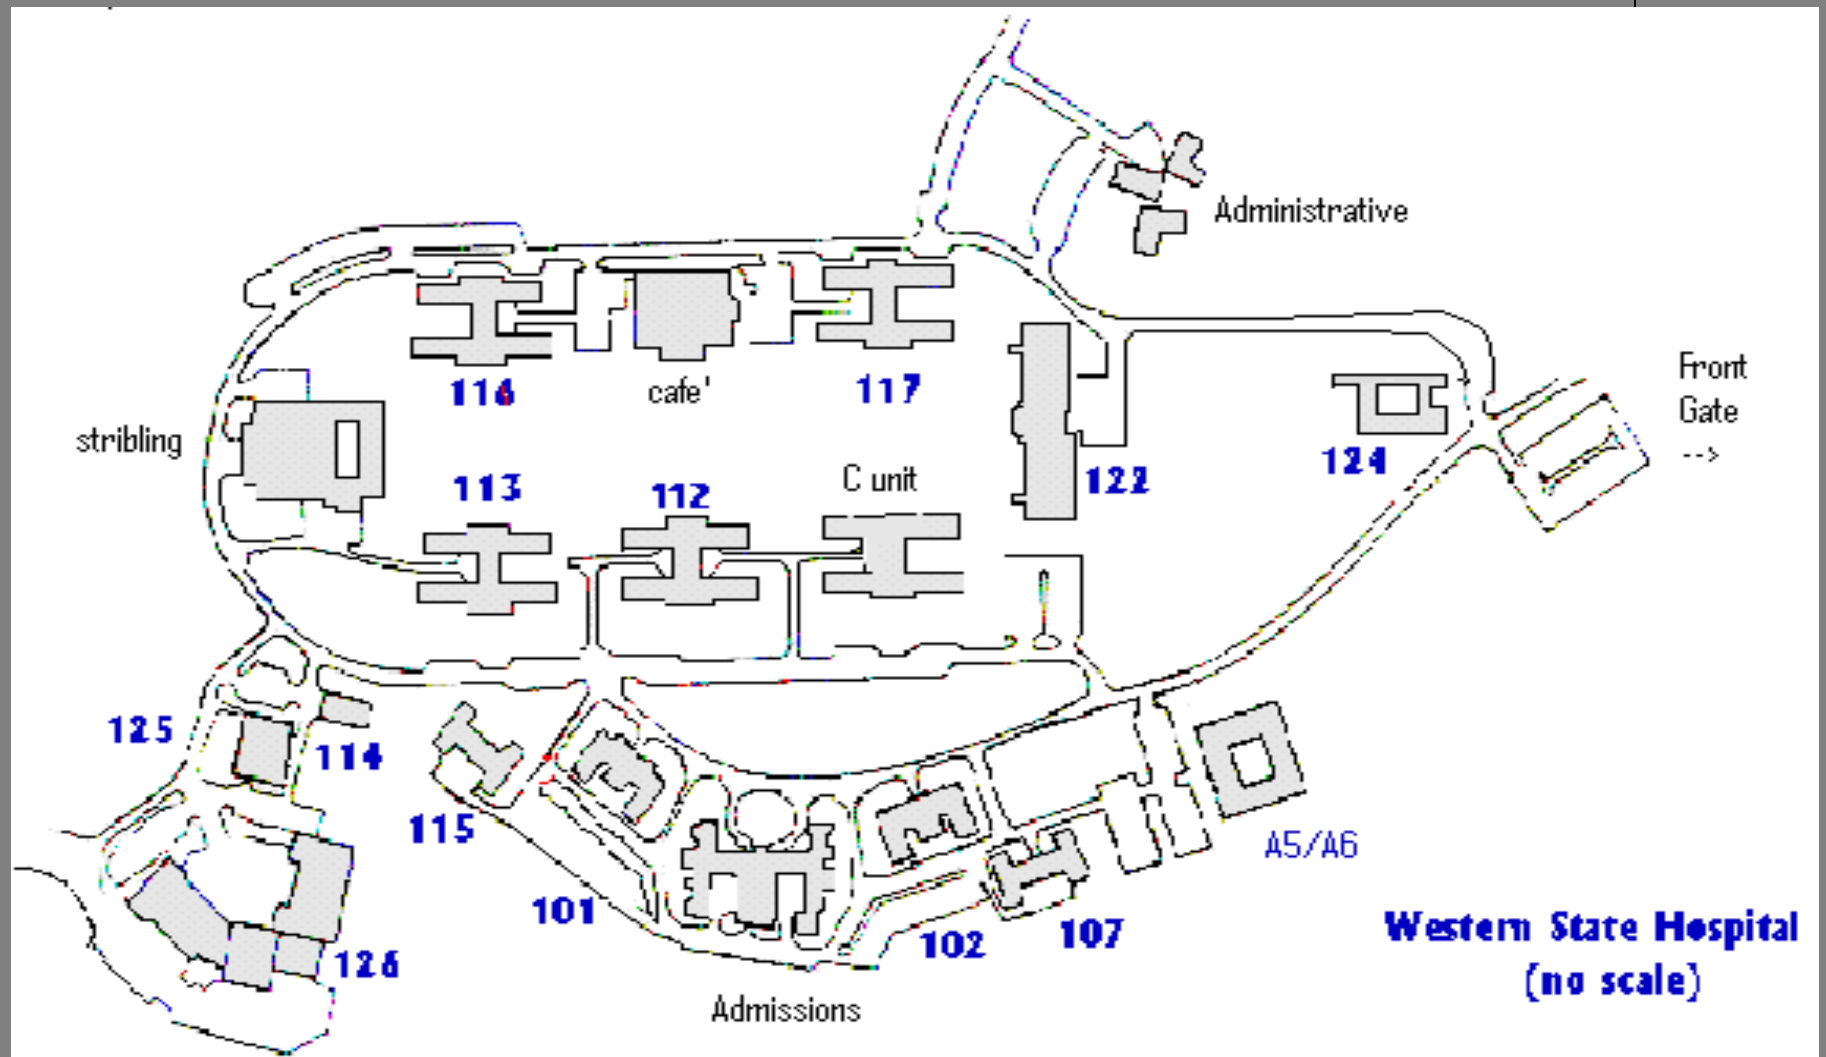 Administrative
Front
Gate
-->
116
cafe'
117
stribling
124
122
113
112
C unit
125
114
115
A5/A6
101
102
107
126
Western State Hospital
(no scale)
Admissions